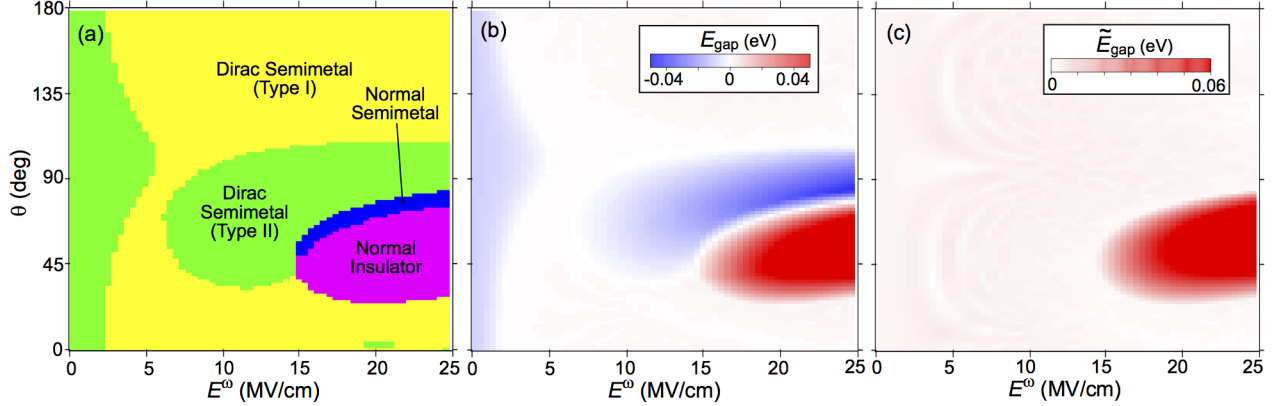 (a)
180
135
90
45
0
θ (deg)
Dirac Semimetal
(Type I)
Normal
Semimetal
Dirac
Semimetal
(Type II)
Normal
Insulator
0 5 10 15 20 25
E^ω (MV/cm)
(b)
E_gap (eV)
-0.04 0 0.04
0 5 10 15 20 25
E^ω (MV/cm)
(c)
Ẽ_gap (eV)
0 0.06
0 5 10 15 20 25
E^ω (MV/cm)